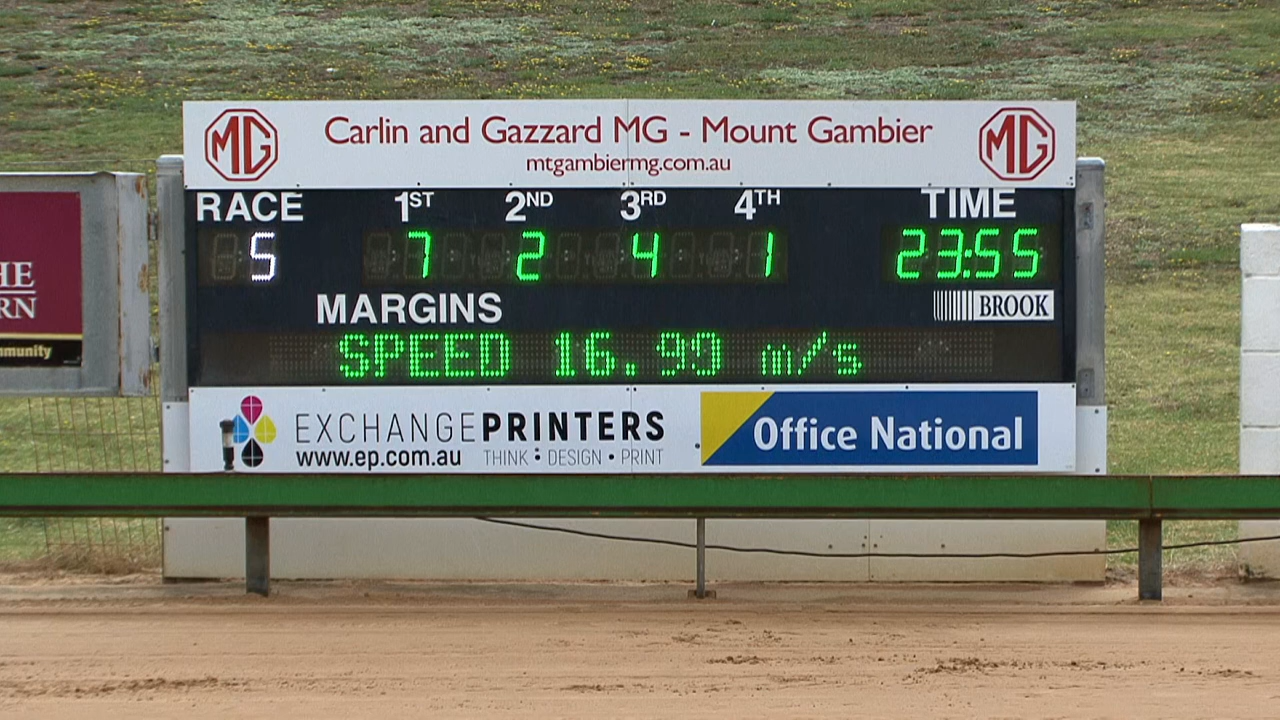 MG Carlin and Gazzard MG - Mount Gambier MG
mtgambiermg.com.au
RACE 1ST 2ND 3RD 4TH TIME
5 7 2 4 1 23:55
MARGINS BROOK
SPEED 16.99 m/s
EXCHANGEPRINTERS
www.ep.com.au THINK • DESIGN • PRINT
Office National
HE
RN
mmunity